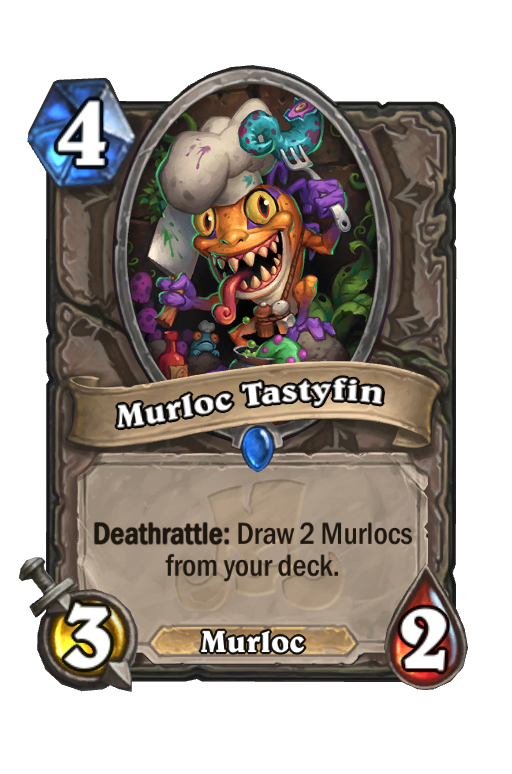 4
Murloc Tastyfin
Deathrattle: Draw 2 Murlocs
from your deck.
3
Murloc
2